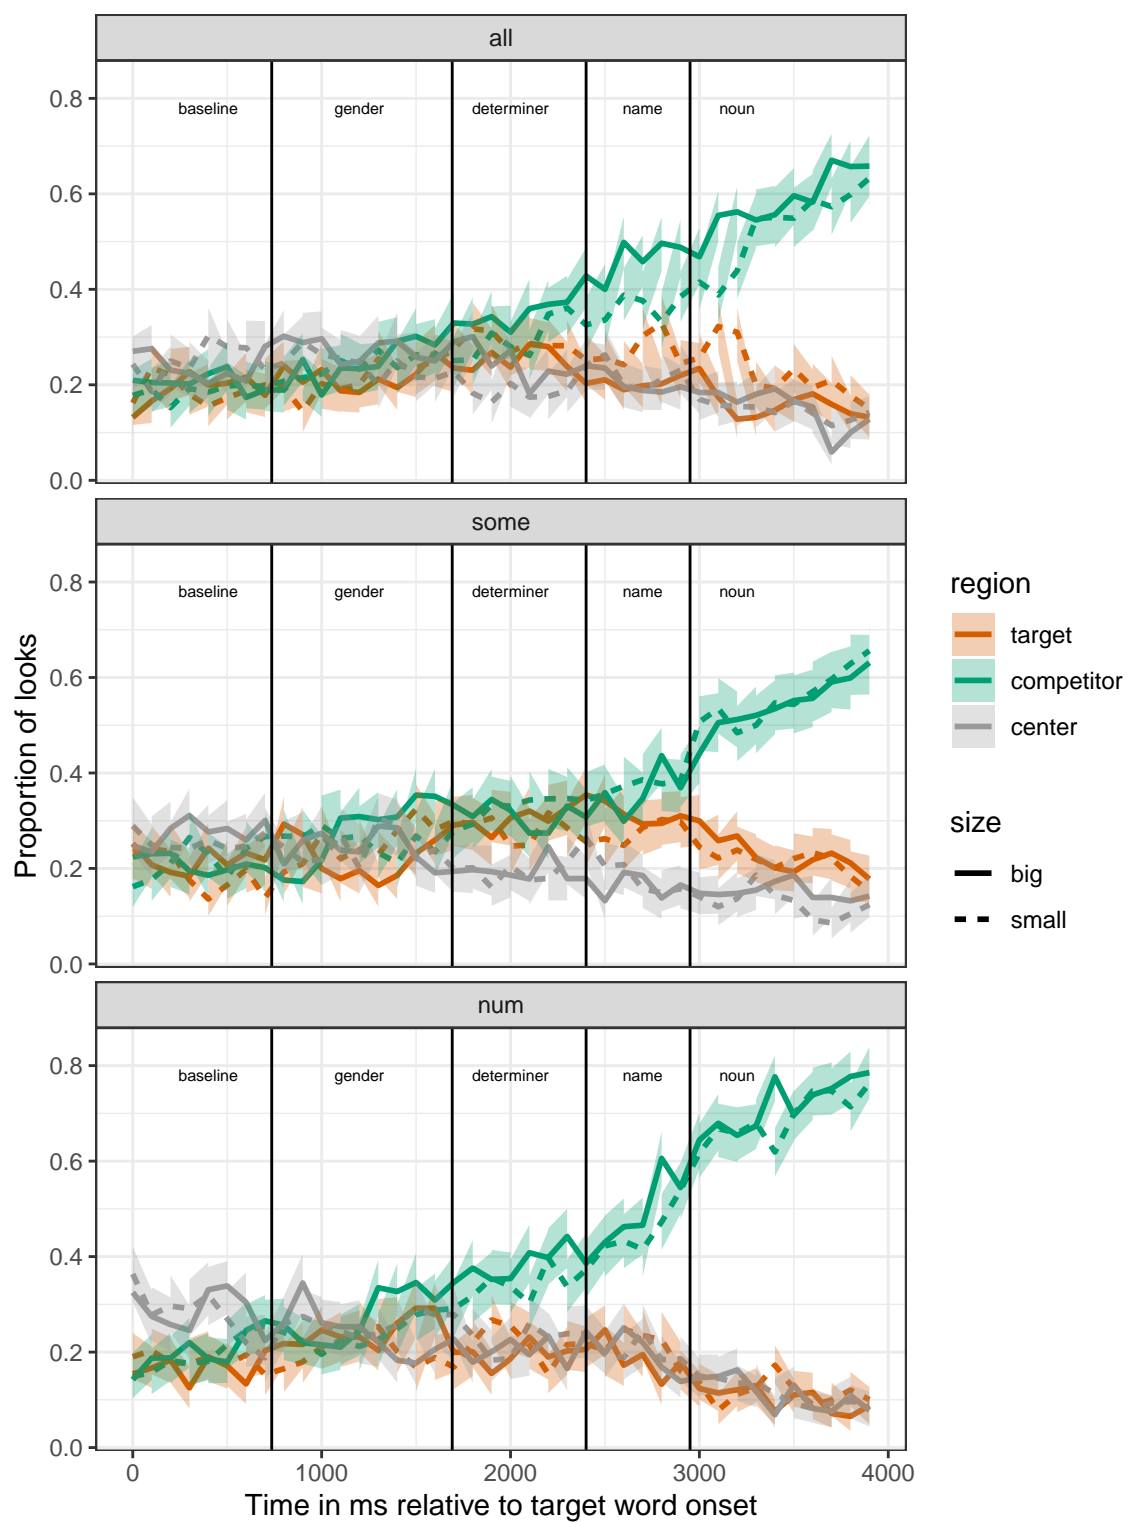 all
0.8
baseline gender determiner name noun
0.6
0.4
0.2
0.0
some
0.8
baseline gender determiner name noun
0.6
0.4
0.2
0.0
num
0.8
baseline gender determiner name noun
0.6
0.4
0.2
0.0
0 1000 2000 3000 4000
Time in ms relative to target word onset
Proportion of looks
region
target
competitor
center
size
big
small